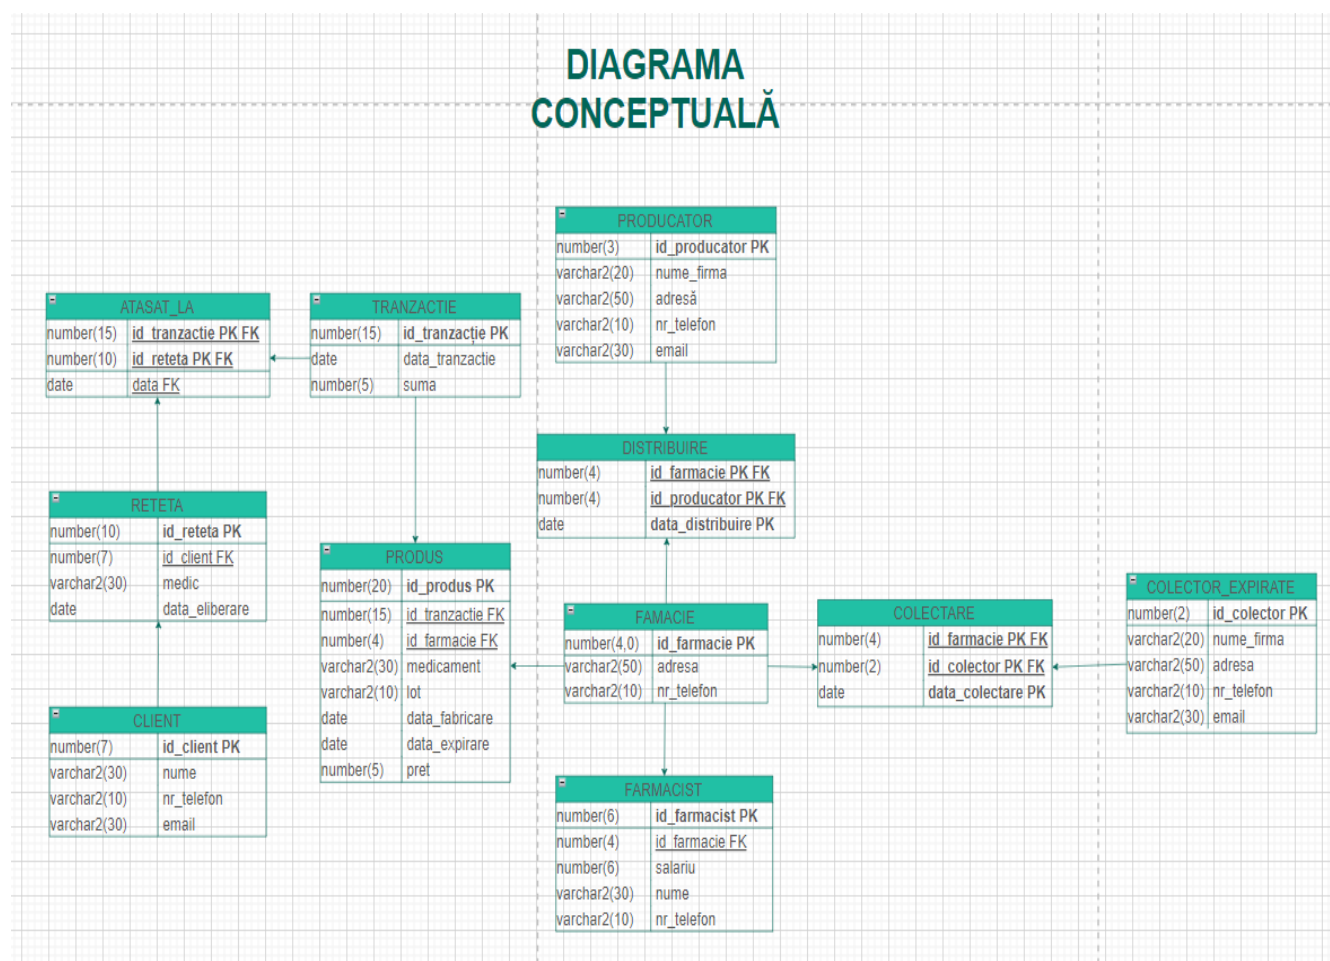 DIAGRAMA
CONCEPTUALĂ
PRODUCATOR
number(3) id_producator PK
varchar2(20) nume_firma
varchar2(50) adresă
varchar2(10) nr_telefon
varchar2(30) email
ATASAT_LA
number(15) id_tranzactie PK FK
number(10) id_reteta PK FK
date data FK
TRANZACTIE
number(15) id_tranzacție PK
date data_tranzactie
number(5) suma
DISTRIBUIRE
number(4) id_farmacie PK FK
number(4) id_producator PK FK
date data_distribuire PK
RETETA
number(10) id_reteta PK
number(7) id_client FK
varchar2(30) medic
date data_eliberare
PRODUS
number(20) id_produs PK
number(15) id_tranzactie FK
number(4) id_farmacie FK
varchar2(30) medicament
varchar2(10) lot
date data_fabricare
date data_expirare
number(5) pret
FAMACIE
number(4,0) id_farmacie PK
varchar2(50) adresa
varchar2(10) nr_telefon
COLECTARE
number(4) id_farmacie PK FK
number(2) id_colector PK FK
date data_colectare PK
COLECTOR_EXPIRATE
number(2) id_colector PK
varchar2(20) nume_firma
varchar2(50) adresa
varchar2(10) nr_telefon
varchar2(30) email
CLIENT
number(7) id_client PK
varchar2(30) nume
varchar2(10) nr_telefon
varchar2(30) email
FARMACIST
number(6) id_farmacist PK
number(4) id_farmacie FK
number(6) salariu
varchar2(30) nume
varchar2(10) nr_telefon